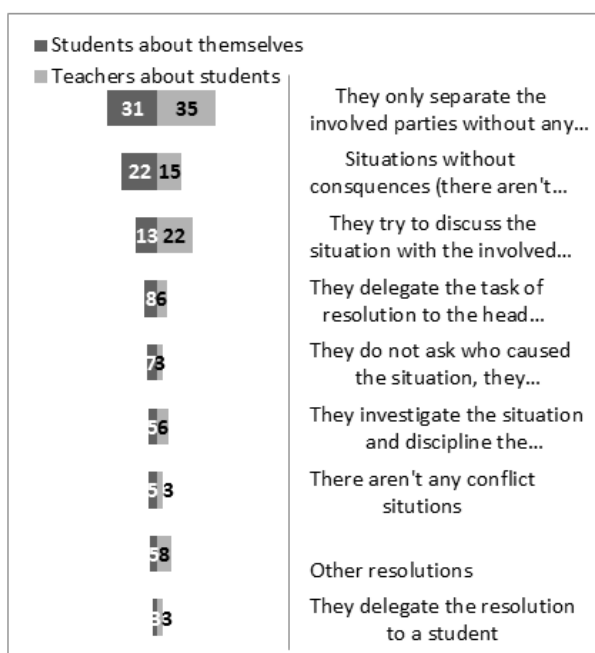 Students about themselves
Teachers about students
31 35
They only separate the
involved parties without any...
22 15
Situations without
consquences (there aren't...
13 22
They try to discuss the
situation with the involved...
8 6
They delegate the task of
resolution to the head...
7 3
They do not ask who caused
the situation, they...
5 6
They investigate the situation
and discipline the...
5 3
There aren't any conflict
situtions
5 8
Other resolutions
3 3
They delegate the resolution
to a student